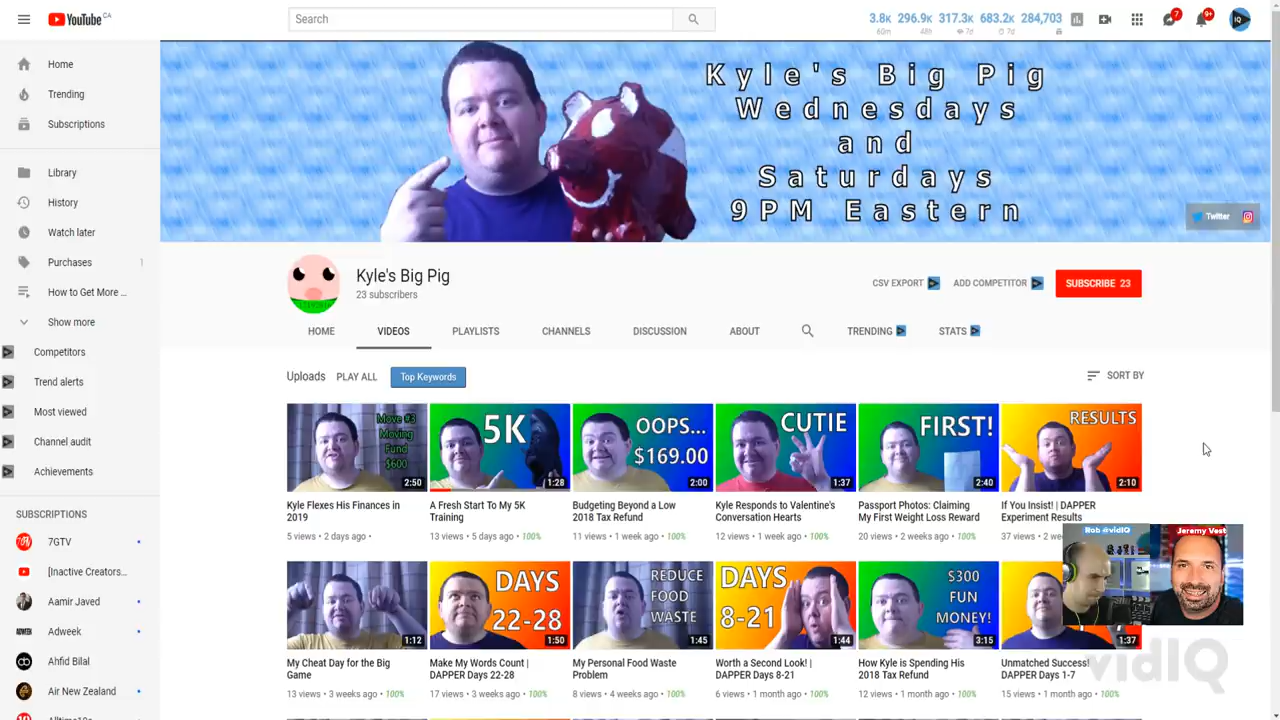 YouTube CA
Search
3.8k 296.9k 317.3k 683.2k 284,703
60m 48h 7d 7d
7
9+
IQ
Home
Trending
Subscriptions
Library
History
Watch later
Purchases 1
How to Get More ...
Show more
Competitors
Trend alerts
Most viewed
Channel audit
Achievements
SUBSCRIPTIONS
7GTV
[Inactive Creators...
Aamir Javed
Adweek
Ahfid Bilal
Air New Zealand
Kyle's Big Pig
Wednesdays
and
Saturdays
9PM Eastern
Twitter
Kyle's Big Pig
23 subscribers
CSV EXPORT
ADD COMPETITOR
SUBSCRIBE 23
HOME VIDEOS PLAYLISTS CHANNELS DISCUSSION ABOUT TRENDING STATS
Uploads PLAY ALL Top Keywords SORT BY
Move #3
Moving
Fund
$600
2:50
Kyle Flexes His Finances in
2019
5 views • 2 days ago •
5K
1:28
A Fresh Start To My 5K
Training
13 views • 5 days ago • 100%
OOPS...
$169.00
2:00
Budgeting Beyond a Low
2018 Tax Refund
11 views • 1 week ago • 100%
CUTIE
1:37
Kyle Responds to Valentine's
Conversation Hearts
12 views • 1 week ago • 100%
FIRST!
2:40
Passport Photos: Claiming
My First Weight Loss Reward
20 views • 2 weeks ago • 100%
RESULTS
2:10
If You Insist! | DAPPER
Experiment Results
37 views • 2 we
Rob @vidIQ
Jeremy Vest
1:12
My Cheat Day for the Big
Game
13 views • 3 weeks ago • 100%
DAYS
22-28
1:50
Make My Words Count |
DAPPER Days 22-28
17 views • 3 weeks ago • 100%
REDUCE
FOOD
WASTE
1:45
My Personal Food Waste
Problem
8 views • 4 weeks ago • 100%
DAYS
8-21
1:44
Worth a Second Look! |
DAPPER Days 8-21
6 views • 1 month ago • 100%
$300
FUN
MONEY!
3:15
How Kyle is Spending His
2018 Tax Refund
12 views • 1 month ago • 100%
1:37
Unmatched Success!
DAPPER Days 1-7
15 views • 1 month ago • 100%
vidIQ